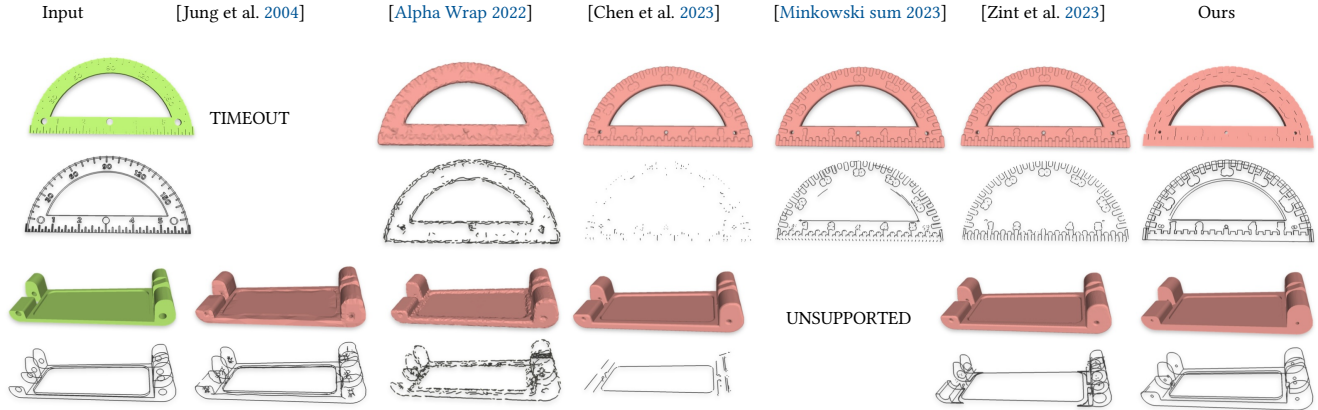 Input [Jung et al. 2004] [Alpha Wrap 2022] [Chen et al. 2023] [Minkowski sum 2023] [Zint et al. 2023] Ours
TIMEOUT
UNSUPPORTED